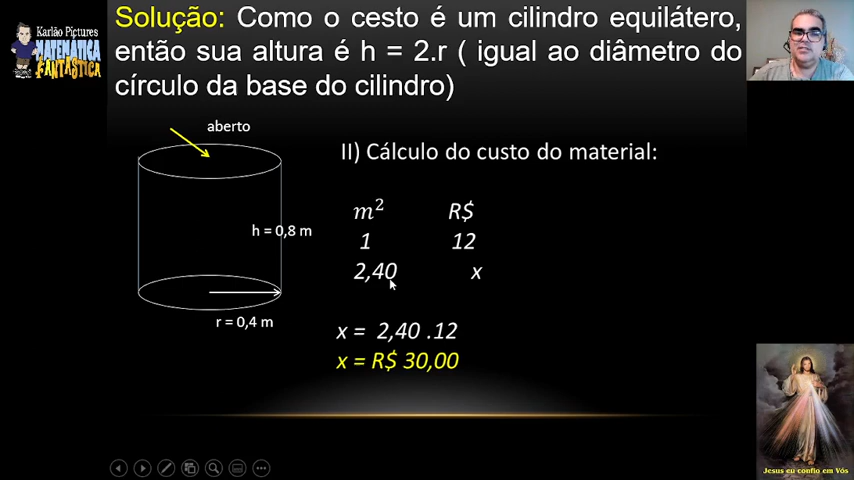 Karlão Pictures
MATEMÁTICA
FANTÁSTICA
Solução: Como o cesto é um cilindro equilátero,
então sua altura é h = 2.r ( igual ao diâmetro do
círculo da base do cilindro)
aberto
h = 0,8 m
r = 0,4 m
II) Cálculo do custo do material:
m² R$
1 12
2,40 x
x = 2,40 .12
x = R$ 30,00
Jesus eu confio em Vós